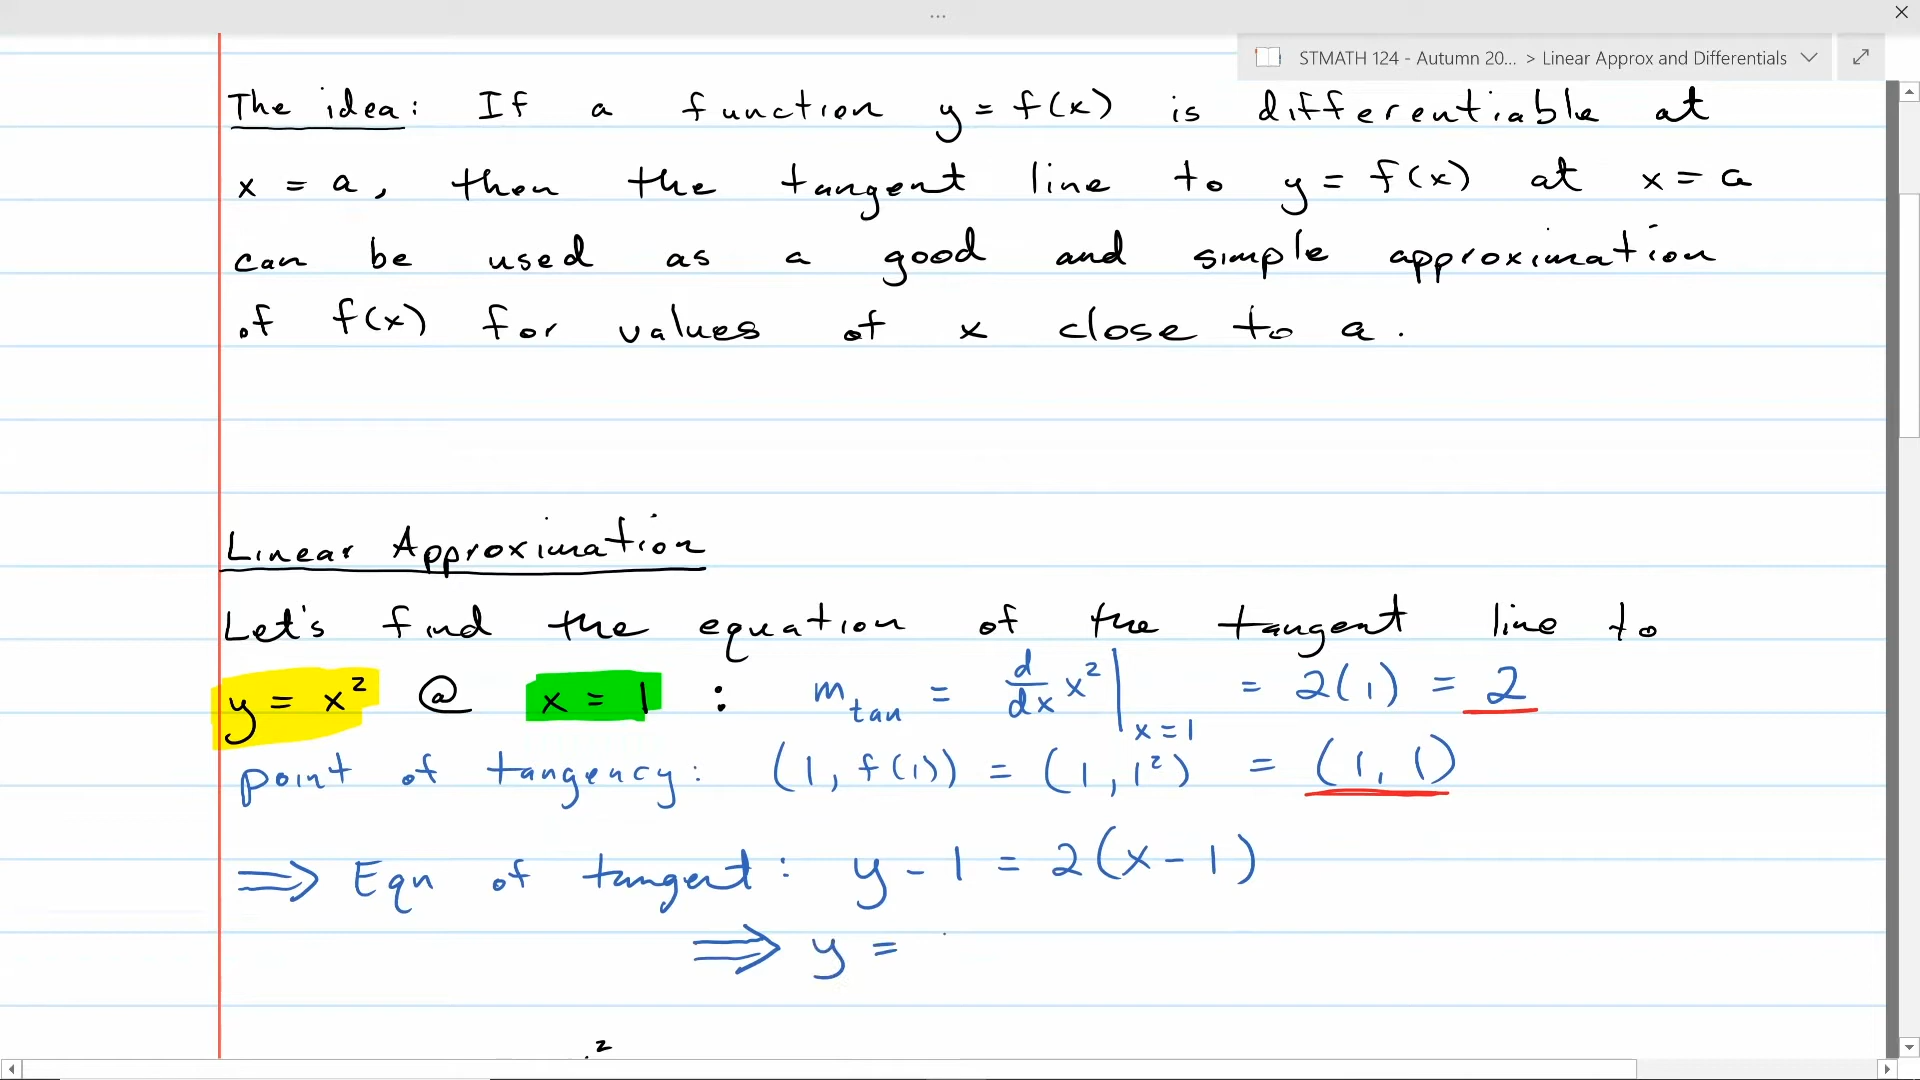 STMATH 124 - Autumn 20... > Linear Approx and Differentials
The idea: If a function y = f(x) is differentiable at
x = a, then the tangent line to y = f(x) at x = a
can be used as a good and simple approximation
of f(x) for values of x close to a.
Linear Approximation
Let's find the equation of the tangent line to
y = x² @ x = 1 : m_tan = d/dx x² |_{x=1} = 2(1) = 2
point of tangency: (1, f(1)) = (1, 1²) = (1, 1)
⇒ Eqn of tangent: y - 1 = 2(x - 1)
⇒ y =
2